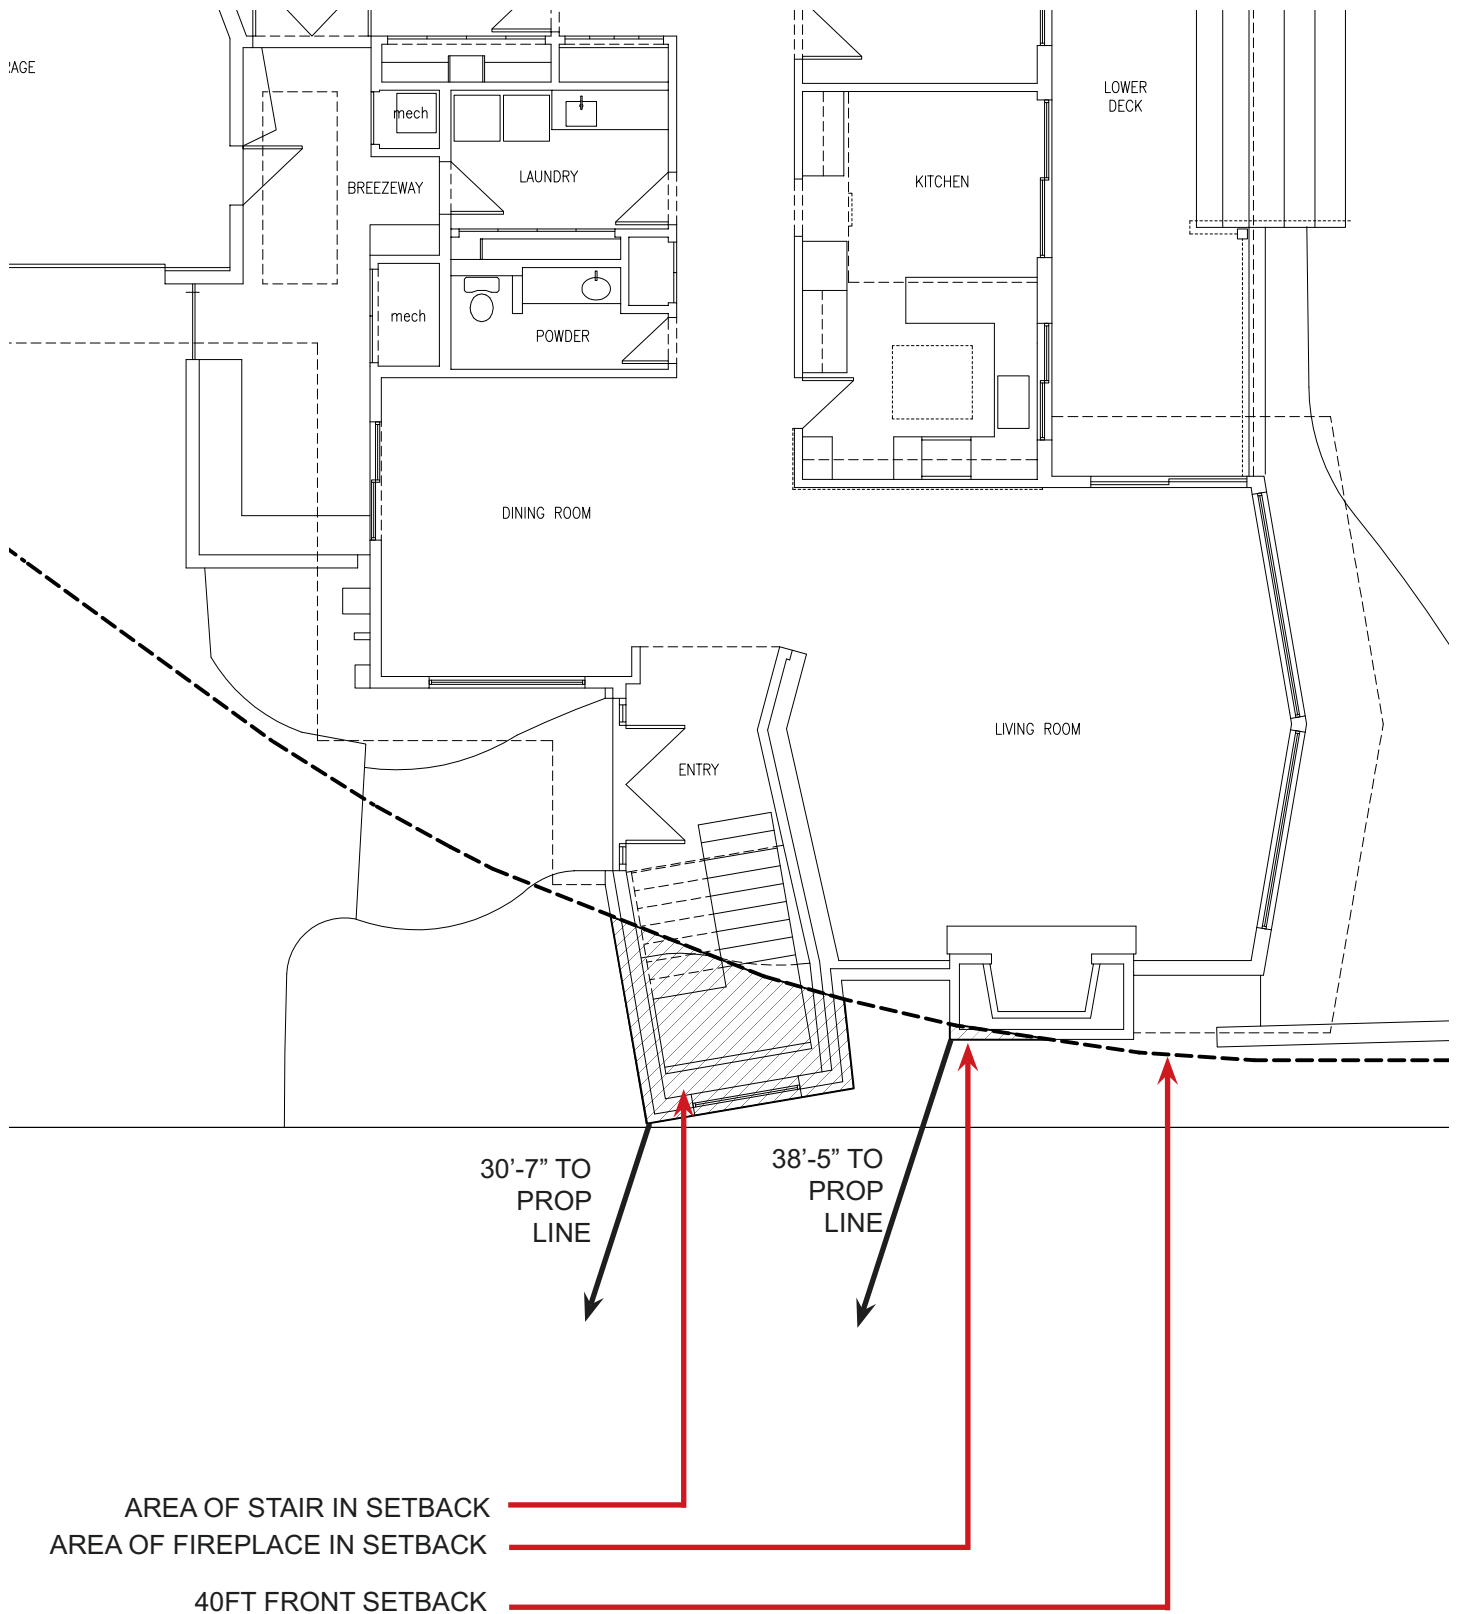 RAGE
LOWER
DECK
mech
LAUNDRY
KITCHEN
BREEZEWAY
mech
POWDER
DINING ROOM
LIVING ROOM
ENTRY
30’-7” TO
PROP
LINE
38’-5” TO
PROP
LINE
AREA OF STAIR IN SETBACK
AREA OF FIREPLACE IN SETBACK
40FT FRONT SETBACK